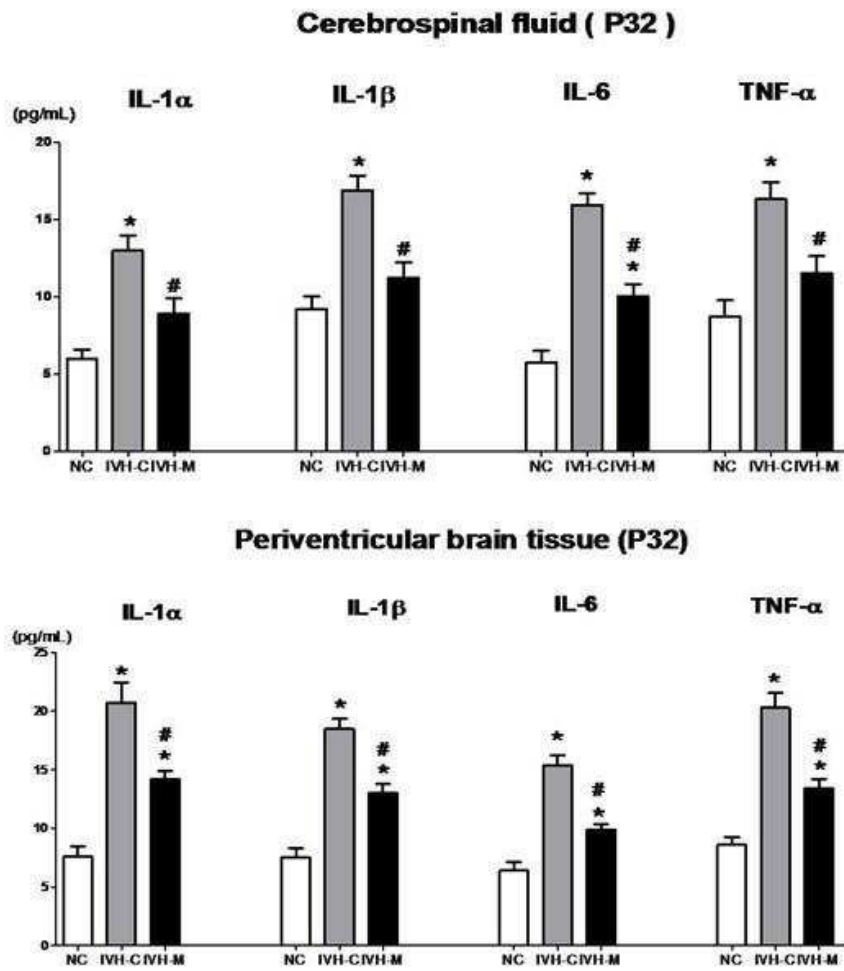 Cerebrospinal fluid ( P32 )
IL-1α IL-1β IL-6 TNF-α
(pg/mL)
20
* * * *
15
# # # * #
10
5
0
NC IVH-C IVH-M NC IVH-C IVH-M NC IVH-C IVH-M NC IVH-C IVH-M
Periventricular brain tissue (P32)
IL-1α IL-1β IL-6 TNF-α
(pg/mL)
25
* * * *
20
# * # * # * # *
15
10
5
0
NC IVH-C IVH-M NC IVH-C IVH-M NC IVH-C IVH-M NC IVH-C IVH-M